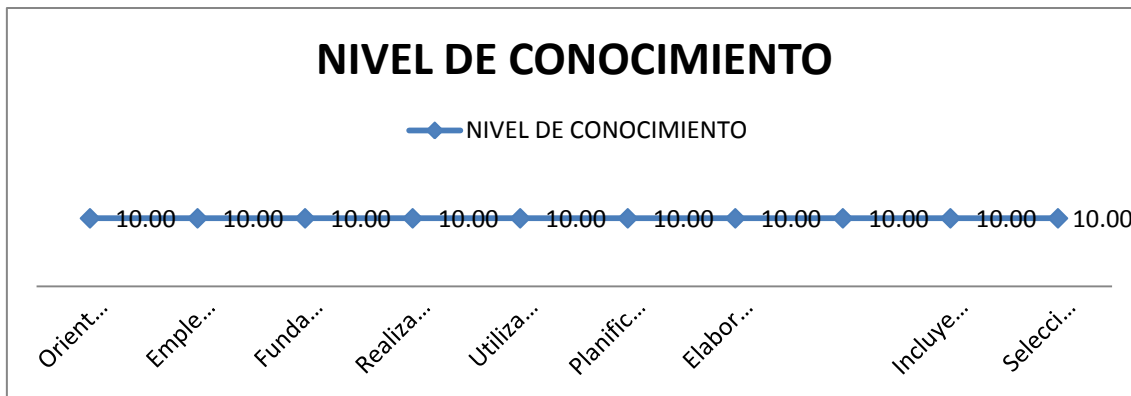 NIVEL DE CONOCIMIENTO
NIVEL DE CONOCIMIENTO
10.00 10.00 10.00 10.00 10.00 10.00 10.00 10.00 10.00 10.00
Orient... Emple... Funda... Realiza... Utiliza... Planific... Elabor... Incluye... Selecci...